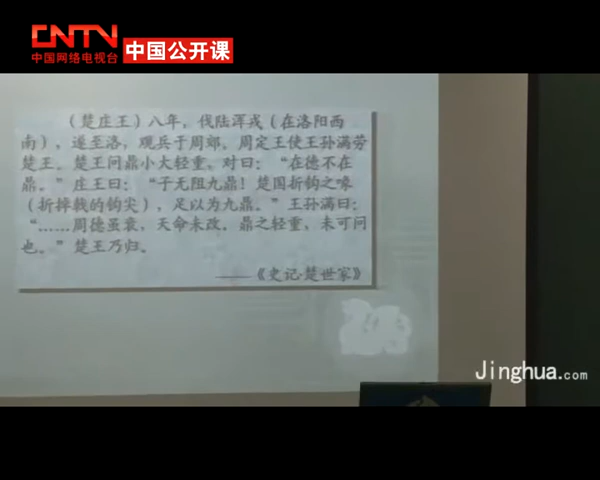 CNTV
中国网络电视台
中国公开课
（楚庄王）八年，伐陆浑戎（在洛阳西
南），遂至洛，观兵于周郊。周定王使王孙满劳
楚王。楚王问鼎小大轻重，对曰：“在德不在
鼎。”庄王曰：“子无阻九鼎！楚国折钩之喙
（折摔戟的钩尖），足以为九鼎。”王孙满曰：
“……周德虽衰，天命未改。鼎之轻重，未可问
也。”楚王乃归。
——《史记·楚世家》
Jinghua.com